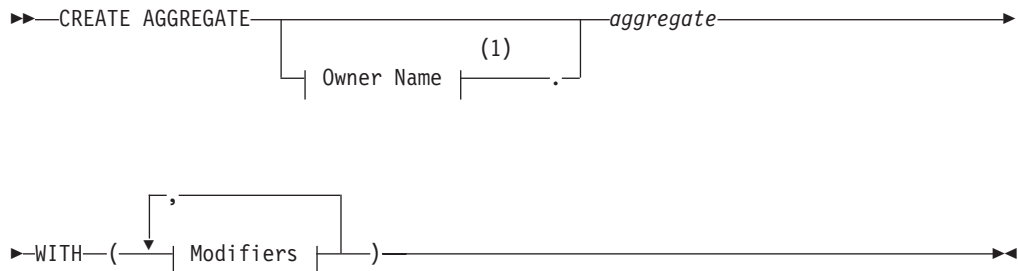 CREATE AGGREGATE aggregate
(1)
Owner Name .
,
WITH ( Modifiers )